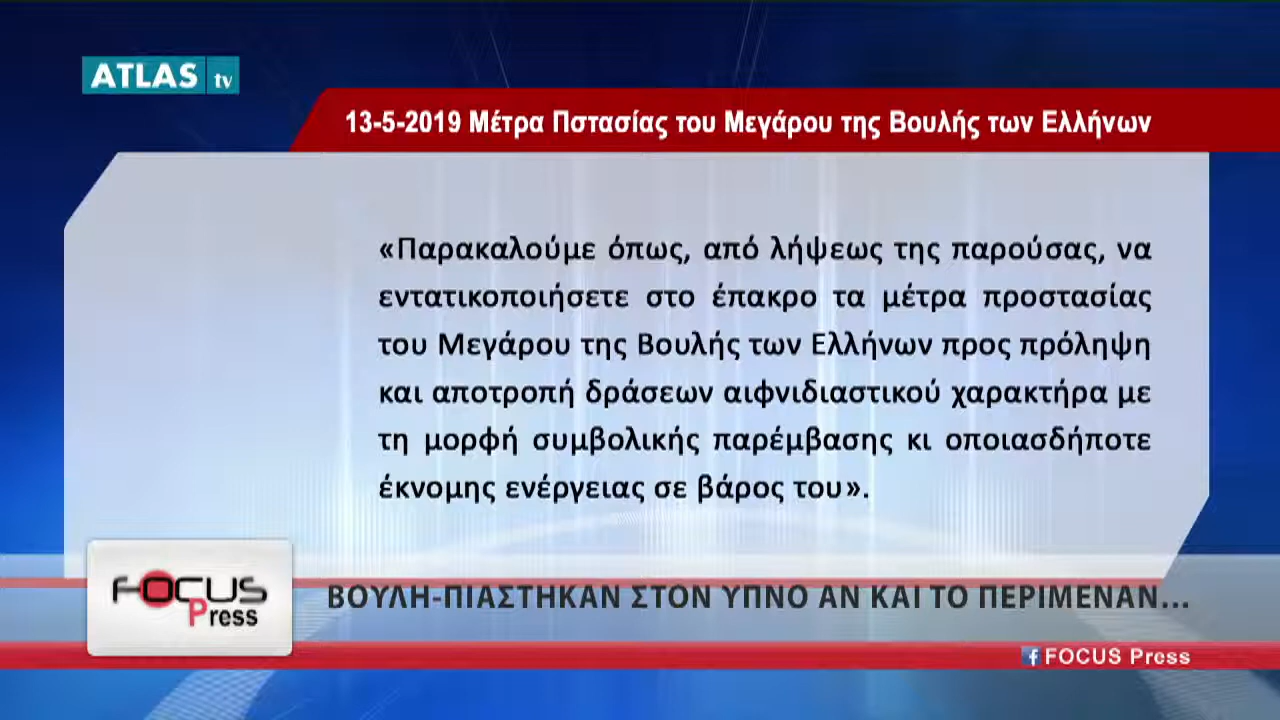 ATLAS tv
13-5-2019 Μέτρα Πστασίας του Μεγάρου της Βουλής των Ελλήνων
«Παρακαλούμε όπως, από λήψεως της παρούσας, να
εντατικοποιήσετε στο έπακρο τα μέτρα προστασίας
του Μεγάρου της Βουλής των Ελλήνων προς πρόληψη
και αποτροπή δράσεων αιφνιδιαστικού χαρακτήρα με
τη μορφή συμβολικής παρέμβασης κι οποιασδήποτε
έκνομης ενέργειας σε βάρος του».
FOCUS
Press
ΒΟΥΛΗ-ΠΙΑΣΤΗΚΑΝ ΣΤΟΝ ΥΠΝΟ ΑΝ ΚΑΙ ΤΟ ΠΕΡΙΜΕΝΑΝ...
f FOCUS Press